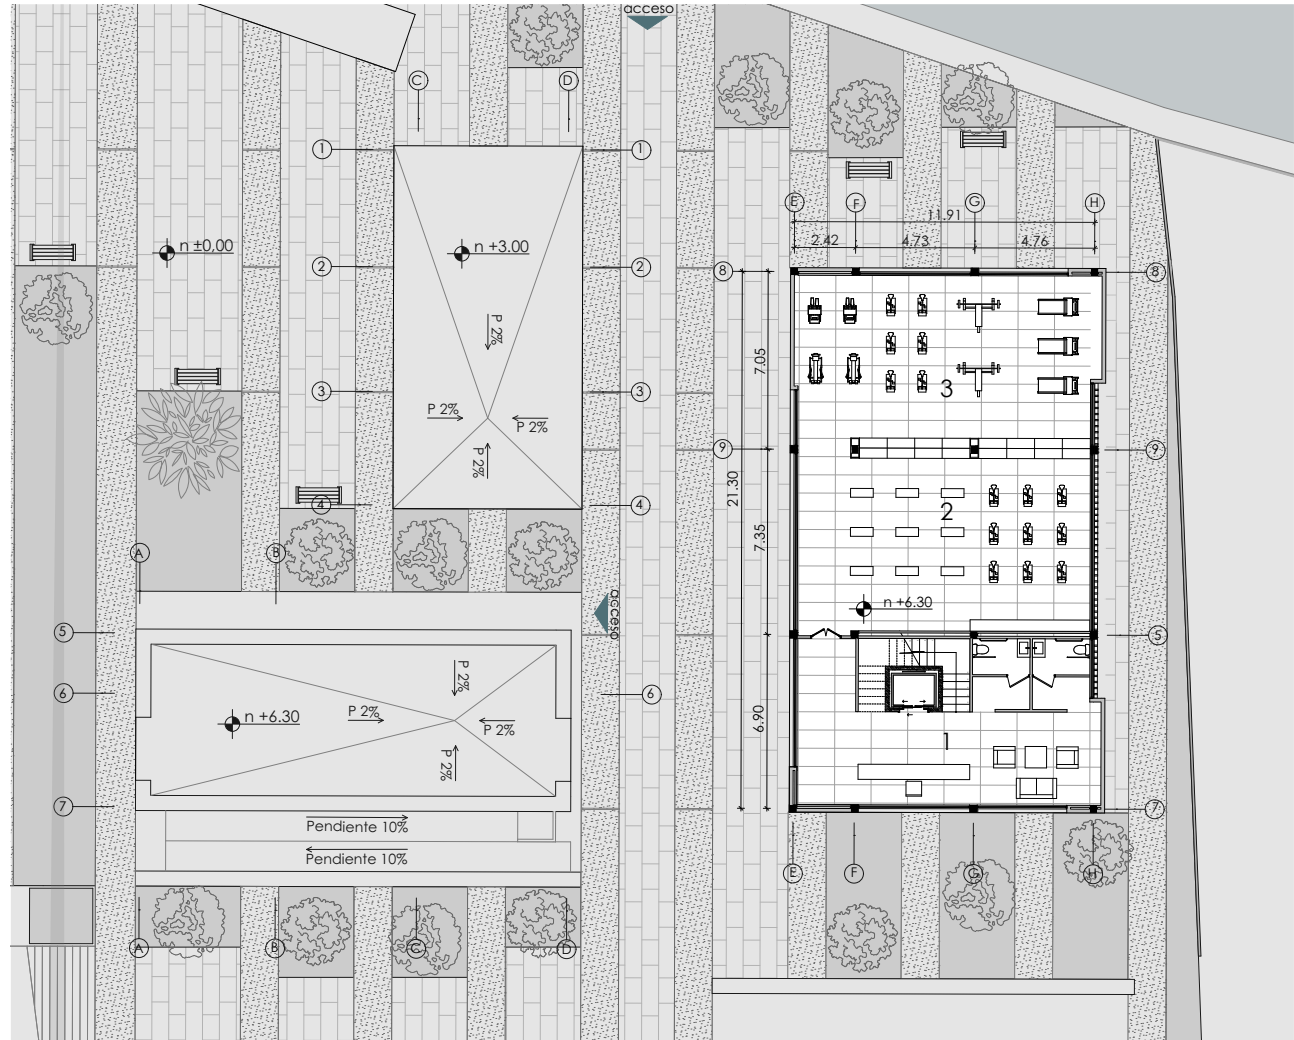 acceso
C
D
1
1
E
F
G
H
11.91
2.42
4.73
4.76
n ±0,00
n +3.00
2
2
8
8
P 2%
7.05
3
3
3
P 2%
P 2%
P 2%
9
9
21.30
4
4
2
7.35
A
B
n +6.30
acceso
5
5
6
6
P 2%
n +6.30
P 2%
P 2%
P 2%
6.90
1
7
7
Pendiente 10%
Pendiente 10%
E
F
G
H
A
B
C
D